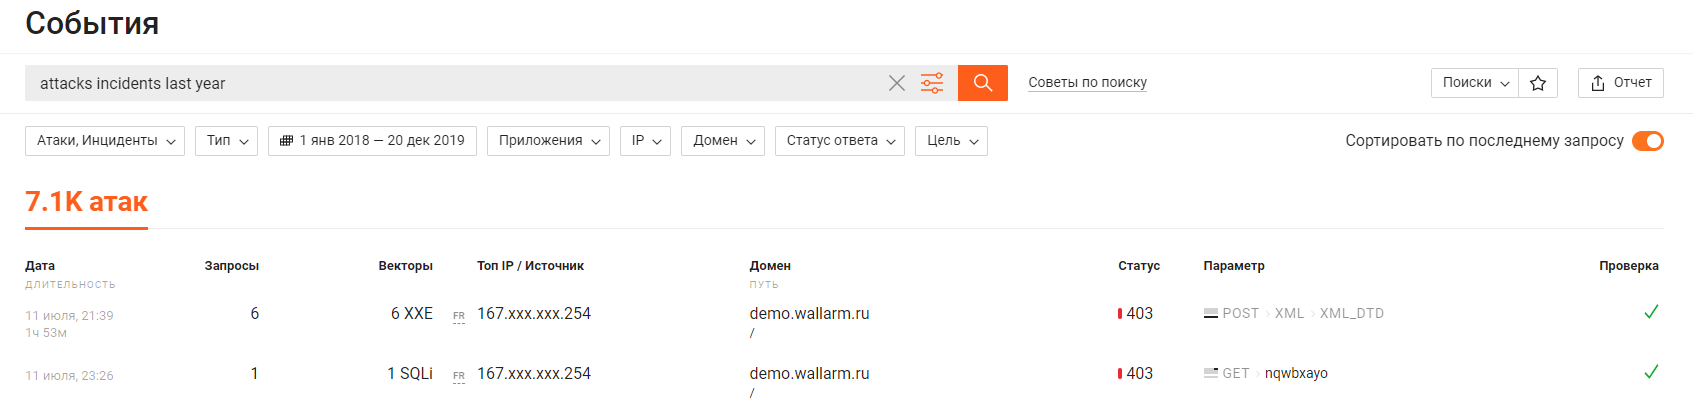 События
attacks incidents last year
Советы по поиску
Поиски
Отчет
Атаки, Инциденты
Тип
1 янв 2018 — 20 дек 2019
Приложения
IP
Домен
Статус ответа
Цель
Сортировать по последнему запросу
7.1K атак
Дата Запросы Векторы Топ IP / Источник Домен Статус Параметр Проверка
ДЛИТЕЛЬНОСТЬ ПУТЬ
11 июля, 21:39 6 6 XXE FR 167.xxx.xxx.254 demo.wallarm.ru 403 POST › XML › XML_DTD
1ч 53м /
11 июля, 23:26 1 1 SQLi FR 167.xxx.xxx.254 demo.wallarm.ru 403 GET › nqwbxayo
/